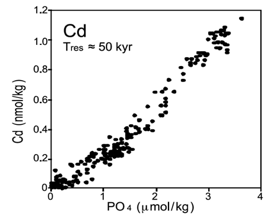 1.2
Cd
Tres ≈ 50 kyr
1.0
0.8
0.6
0.4
0.2
0
Cd (nmol/kg)
0 1 2 3 4
PO4 (μmol/kg)